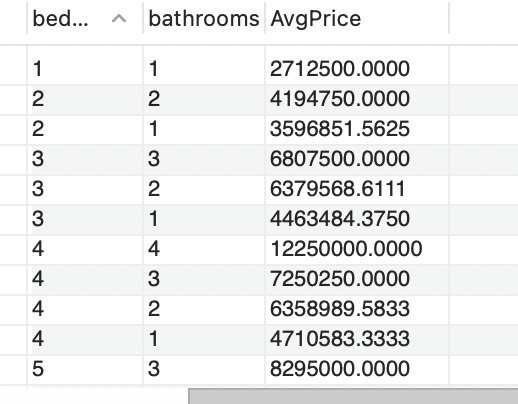 bed... bathrooms AvgPrice
1 1 2712500.0000
2 2 4194750.0000
2 1 3596851.5625
3 3 6807500.0000
3 2 6379568.6111
3 1 4463484.3750
4 4 12250000.0000
4 3 7250250.0000
4 2 6358989.5833
4 1 4710583.3333
5 3 8295000.0000